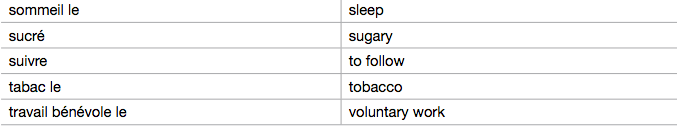 sommeil le sleep
sucré sugary
suivre to follow
tabac le tobacco
travail bénévole le voluntary work